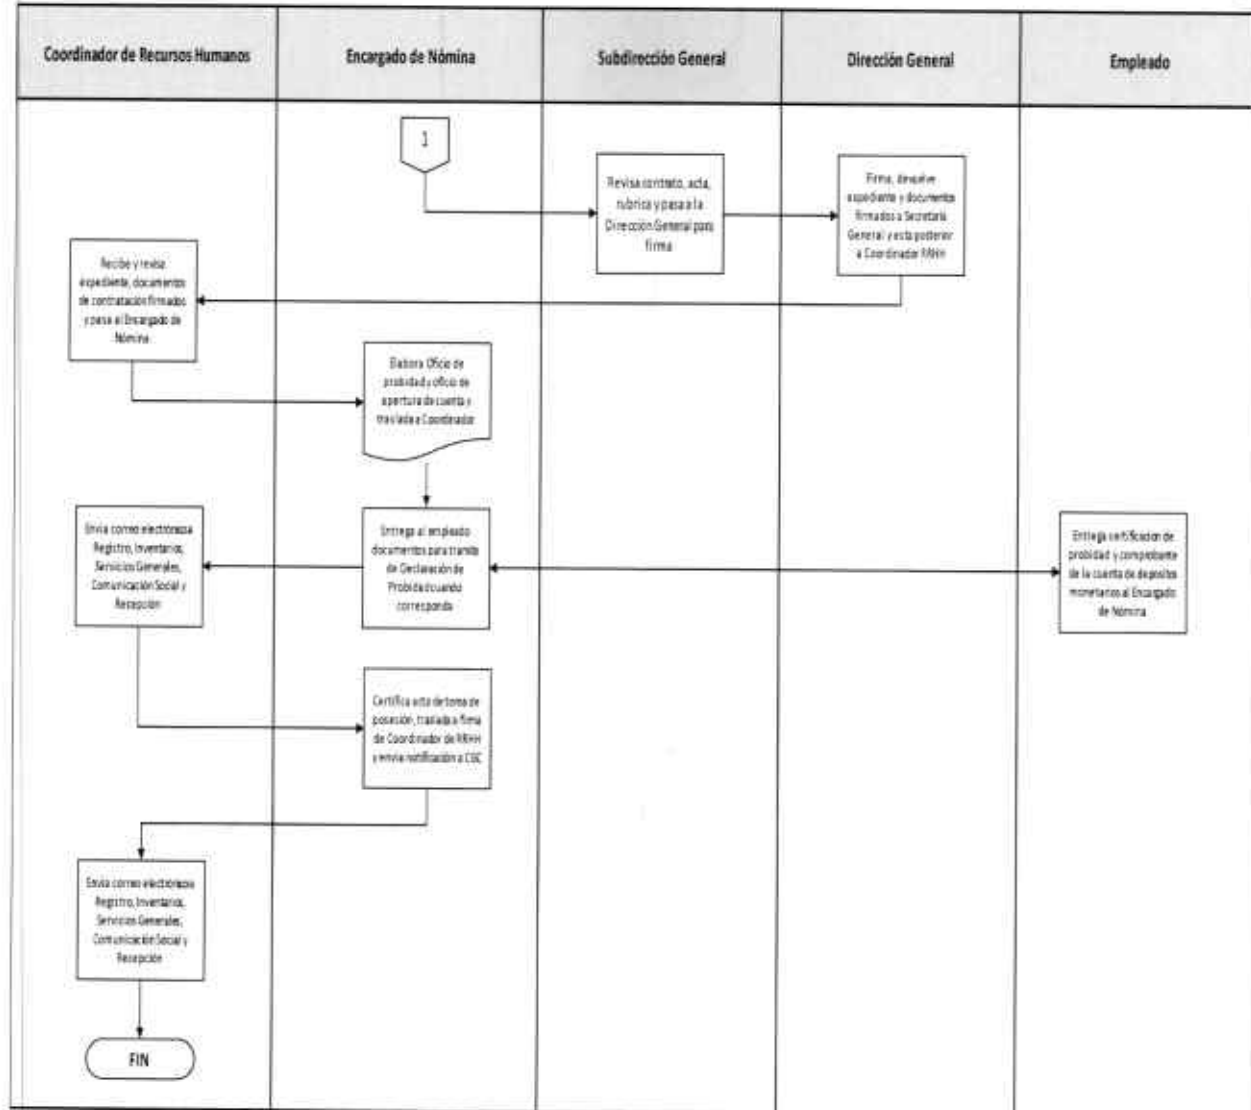 Coordinador de Recursos Humanos
Encargado de Nómina
Subdirección General
Dirección General
Empleado
1
Revisa contrato, acta,
rubrica y pasa a la
Dirección General para
firma
Firma, devuelve
expediente y documentos
firmados a Secretaría
General y esta posterior
a Coordinador RRHH
Recibe y revisa
expediente, documentos
de contratación firmados
y pasa al Encargado de
Nómina
Elabora Oficio de
probidad y oficio de
apertura de cuenta y
traslada a Coordinador
Envia correo electrónico a
Registro, Inventarios,
Servicios Generales,
Comunicación Social y
Recepción
Entrega al empleado
documentos para tramite
de Declaración de
Probidad cuando
corresponda
Entrega certificacion de
probidad y comprobante
de la cuenta de depositos
monetarios al Encargado
de Nómina
Certifica acta de toma de
posesión, traslada a firma
de Coordinador de RRHH
y envia notificación a CGC
Envia correo electrónico a
Registro, Inventarios,
Servicios Generales,
Comunicación Social y
Recepción
FIN